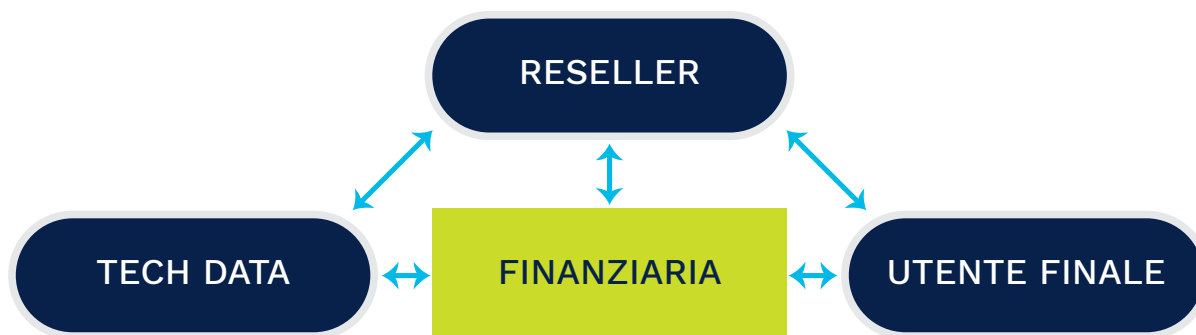 RESELLER
TECH DATA
FINANZIARIA
UTENTE FINALE